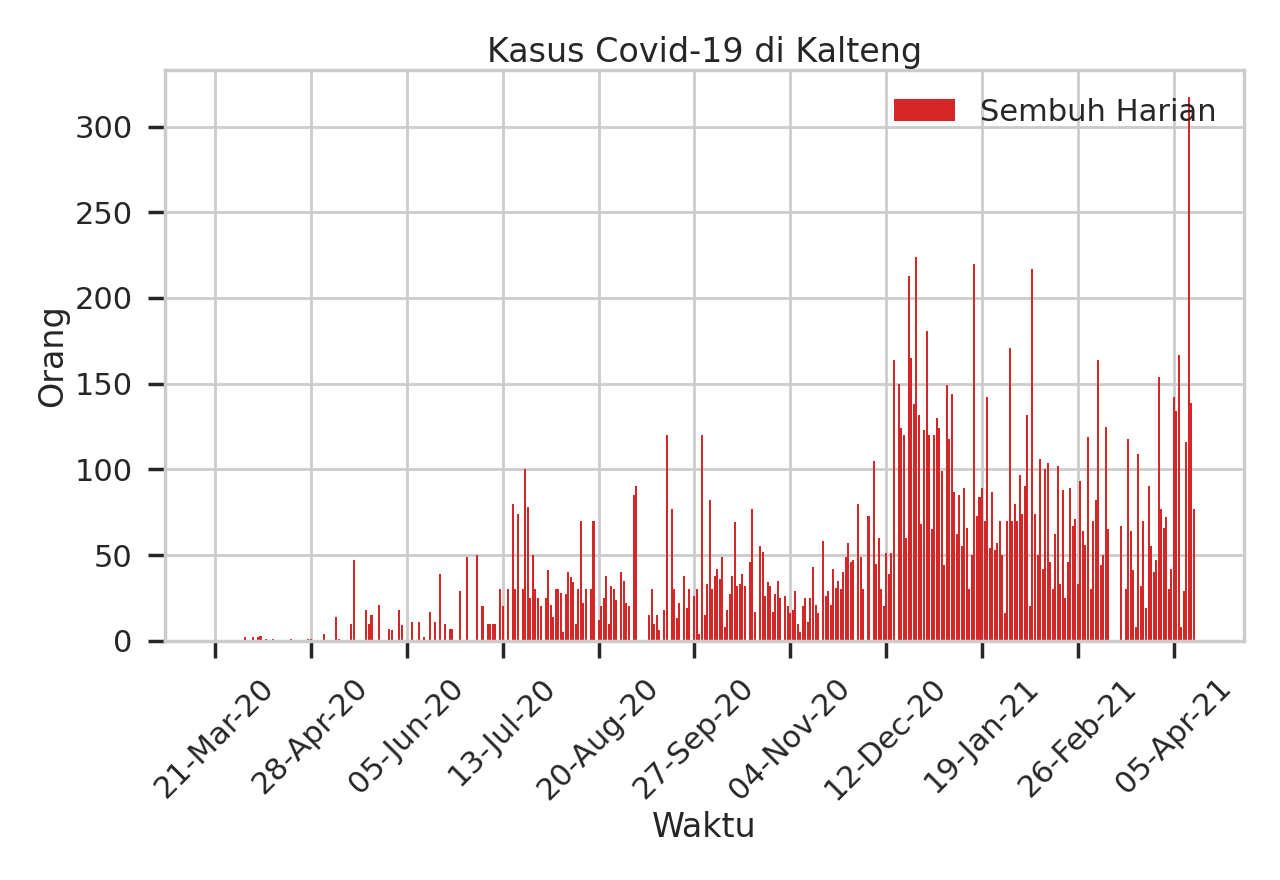 Kasus Covid-19 di Kalteng
Sembuh Harian
Orang
300
250
200
150
100
50
0
21-Mar-20
28-Apr-20
05-Jun-20
13-Jul-20
20-Aug-20
27-Sep-20
04-Nov-20
12-Dec-20
19-Jan-21
26-Feb-21
05-Apr-21
Waktu